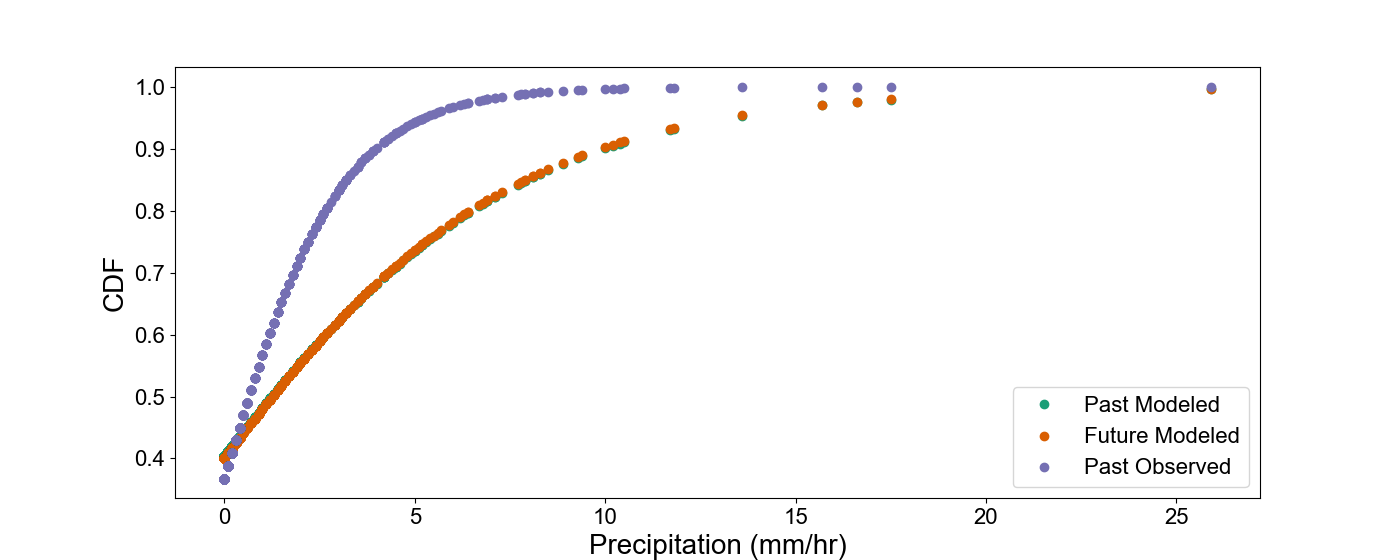 1.0
0.9
0.8
0.7
0.6
0.5
0.4
CDF
0 5 10 15 20 25
Precipitation (mm/hr)
Past Modeled
Future Modeled
Past Observed